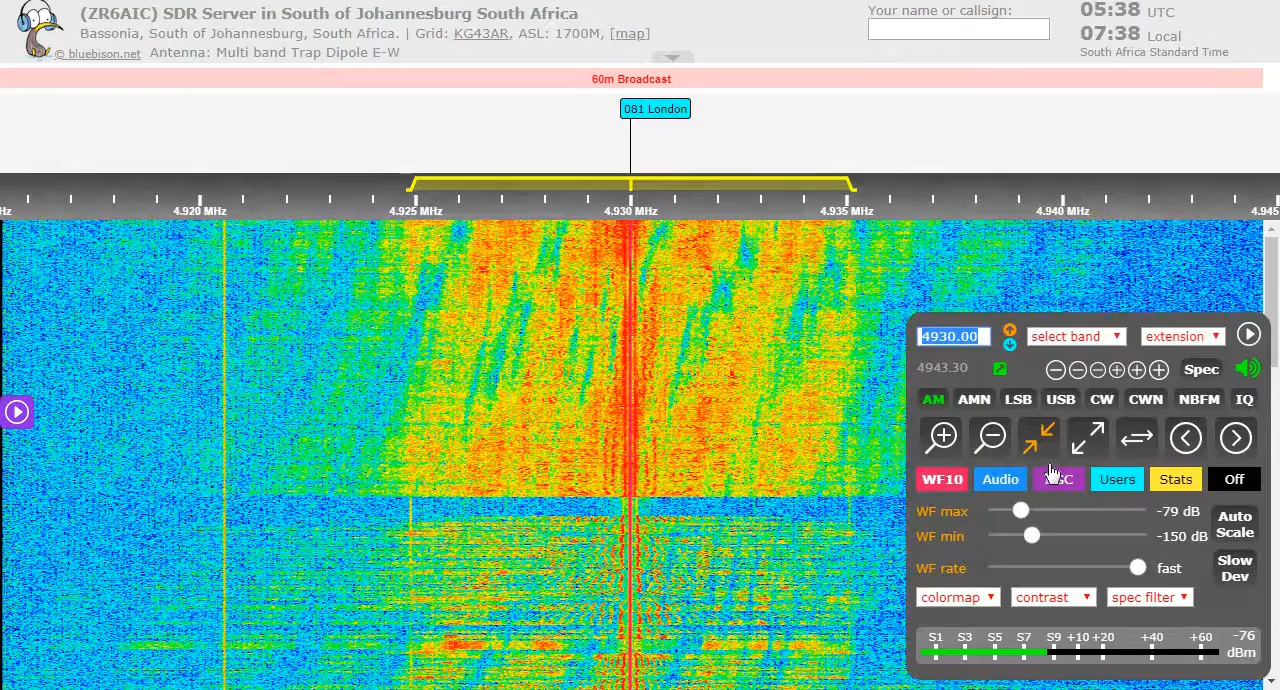 (ZR6AIC) SDR Server in South of Johannesburg South Africa
Bassonia, South of Johannesburg, South Africa. | Grid: KG43AR, ASL: 1700M, [map]
© bluebison.net Antenna: Multi band Trap Dipole E-W
Your name or callsign:
05:38 UTC
07:38 Local
South Africa Standard Time
60m Broadcast
081 London
Hz 4.920 MHz 4.925 MHz 4.930 MHz 4.935 MHz 4.940 MHz 4.945
4930.00 select band extension
4943.30 Spec
AM AMN LSB USB CW CWN NBFM IQ
WF10 Audio Users Stats Off
WF max -79 dB Auto Scale
WF min -150 dB
WF rate fast Slow Dev
colormap contrast spec filter
S1 S3 S5 S7 S9 +10 +20 +40 +60 -76 dBm